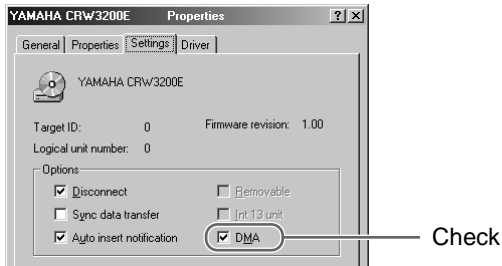 YAMAHA CRW3200E Properties ? ×
General Properties Settings Driver
YAMAHA CRW3200E
Target ID: 0 Firmware revision: 1.00
Logical unit number: 0
Options
Disconnect Removable
Sync data transfer Int 13 unit
Auto insert notification DMA Check